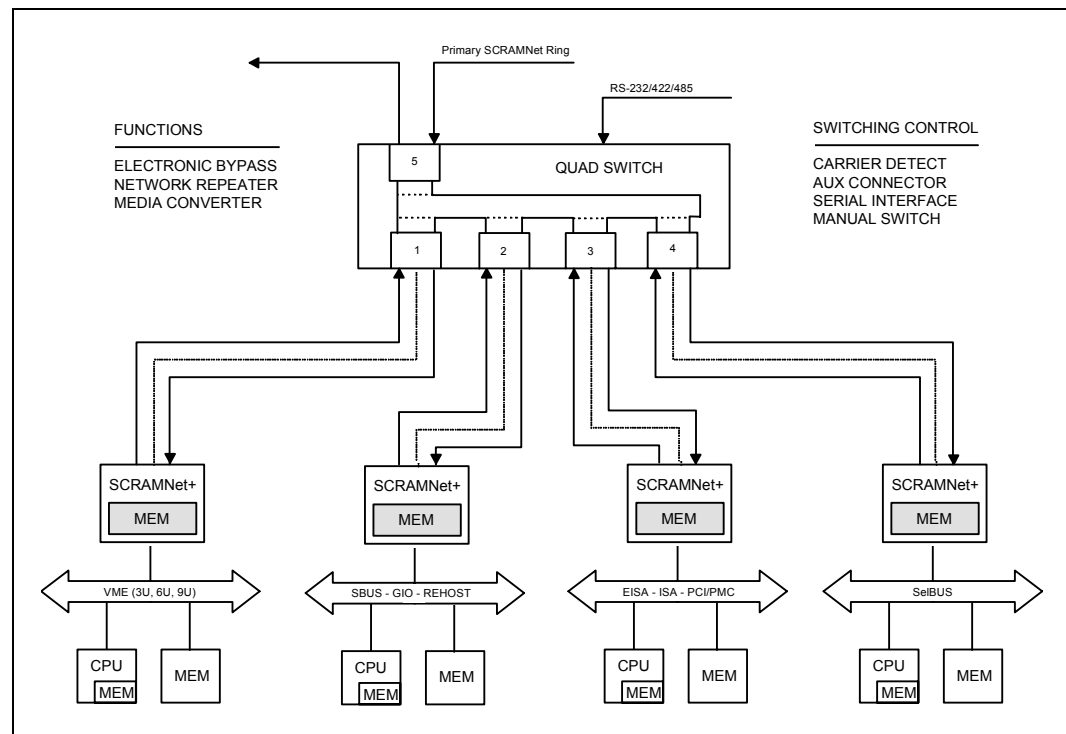 Primary SCRAMNet Ring
RS-232/422/485
FUNCTIONS
ELECTRONIC BYPASS
NETWORK REPEATER
MEDIA CONVERTER
SWITCHING CONTROL
CARRIER DETECT
AUX CONNECTOR
SERIAL INTERFACE
MANUAL SWITCH
5
QUAD SWITCH
1
2
3
4
SCRAMNet+
MEM
SCRAMNet+
MEM
SCRAMNet+
MEM
SCRAMNet+
MEM
VME (3U, 6U, 9U)
SBUS - GIO - REHOST
EISA - ISA - PCI/PMC
SelBUS
CPU
MEM
MEM
CPU
MEM
MEM
CPU
MEM
MEM
CPU
MEM
MEM